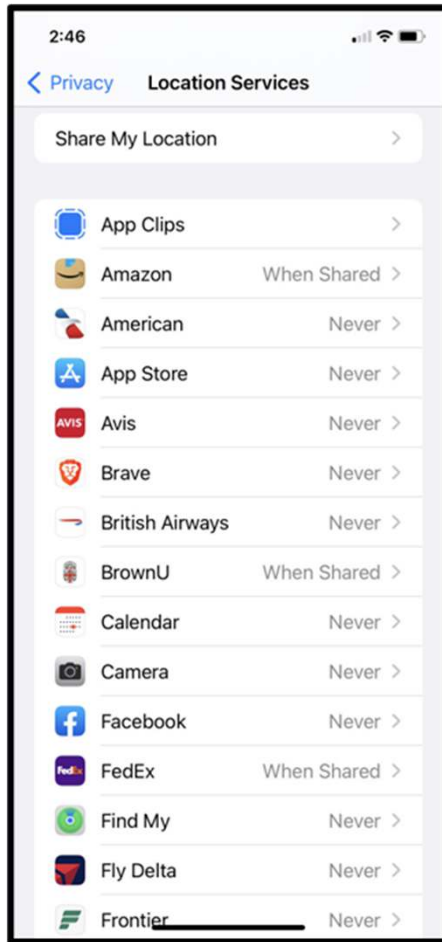 2:46
Privacy Location Services
Share My Location
App Clips
Amazon When Shared
American Never
App Store Never
AVIS Avis Never
Brave Never
British Airways Never
BrownU When Shared
Calendar Never
Camera Never
Facebook Never
FedEx FedEx When Shared
Find My Never
Fly Delta Never
Frontier Never